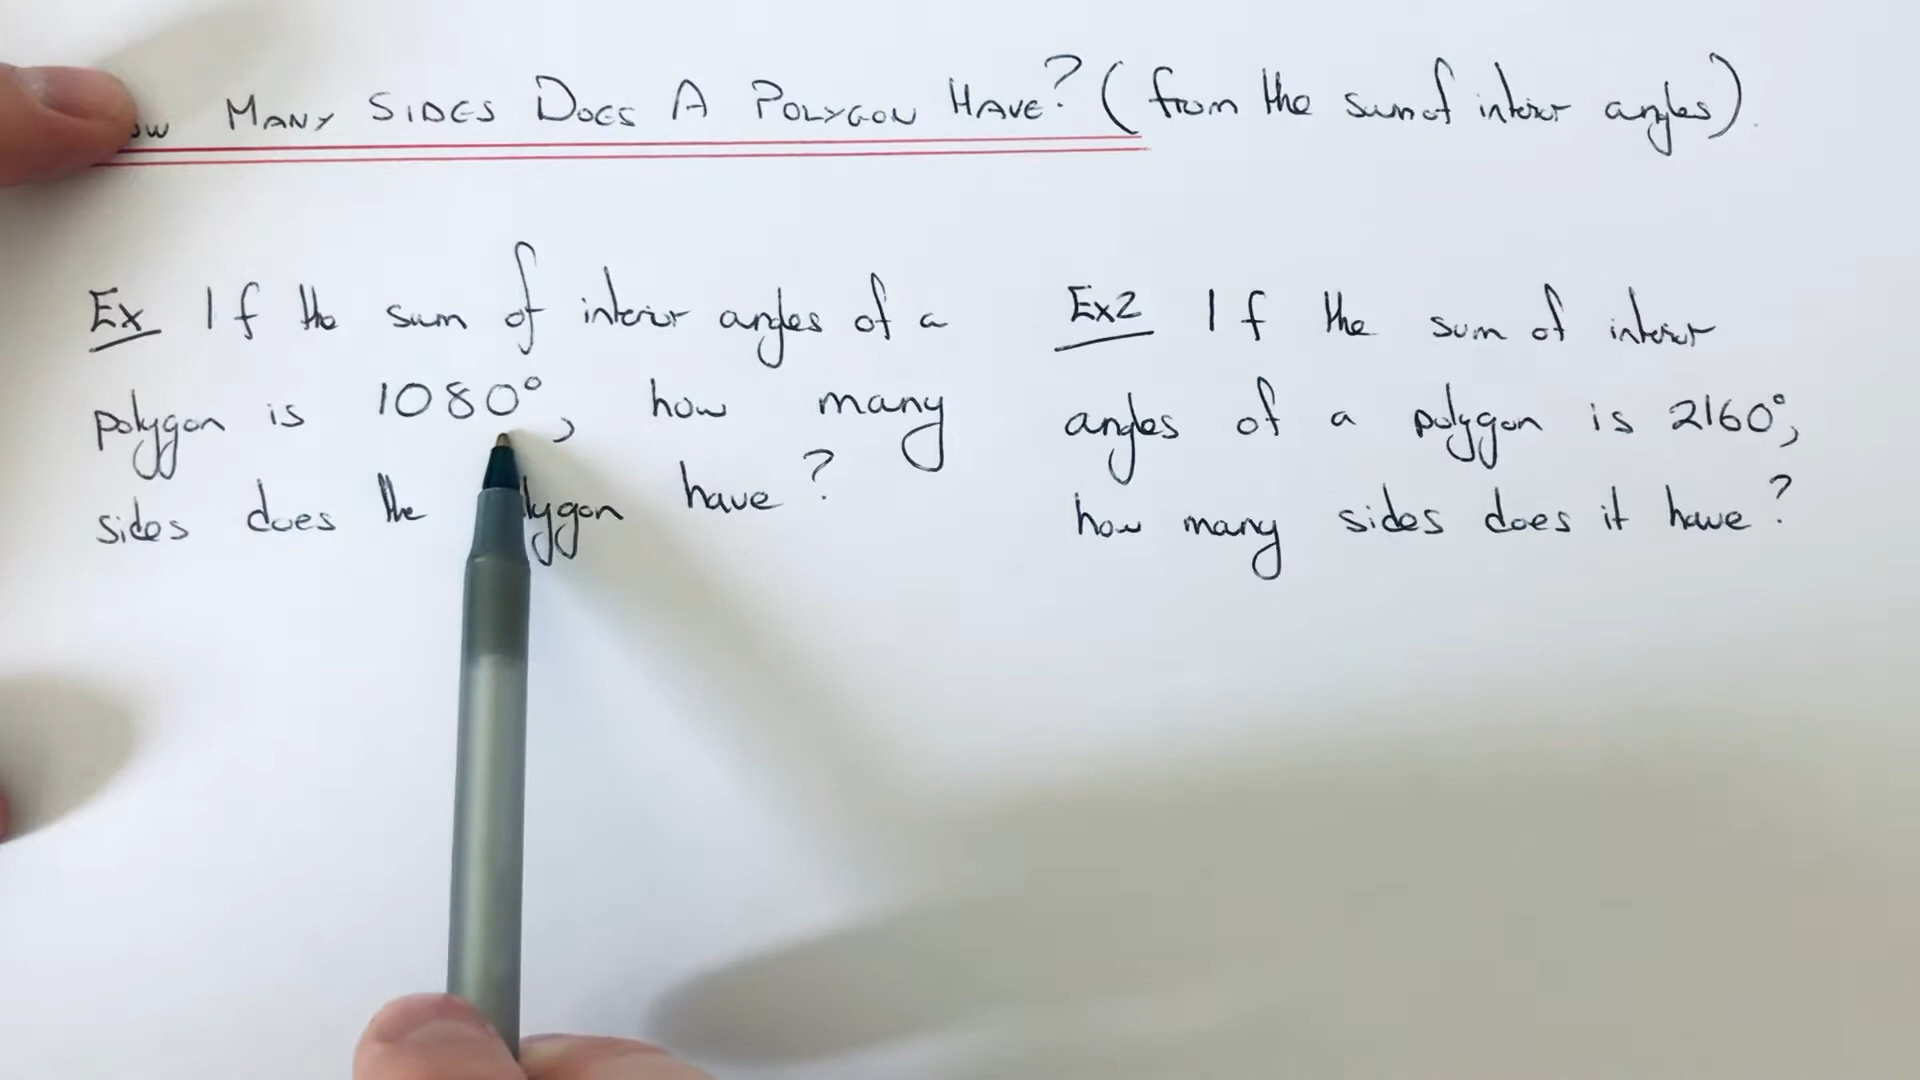 Many Sides Does A Polygon Have? (from the sum of interior angles).
Ex If the sum of interior angles of a
polygon is 1080°, how many
sides does the have?
Ex2 If the sum of interior
angles of a polygon is 2160°,
how many sides does it have?